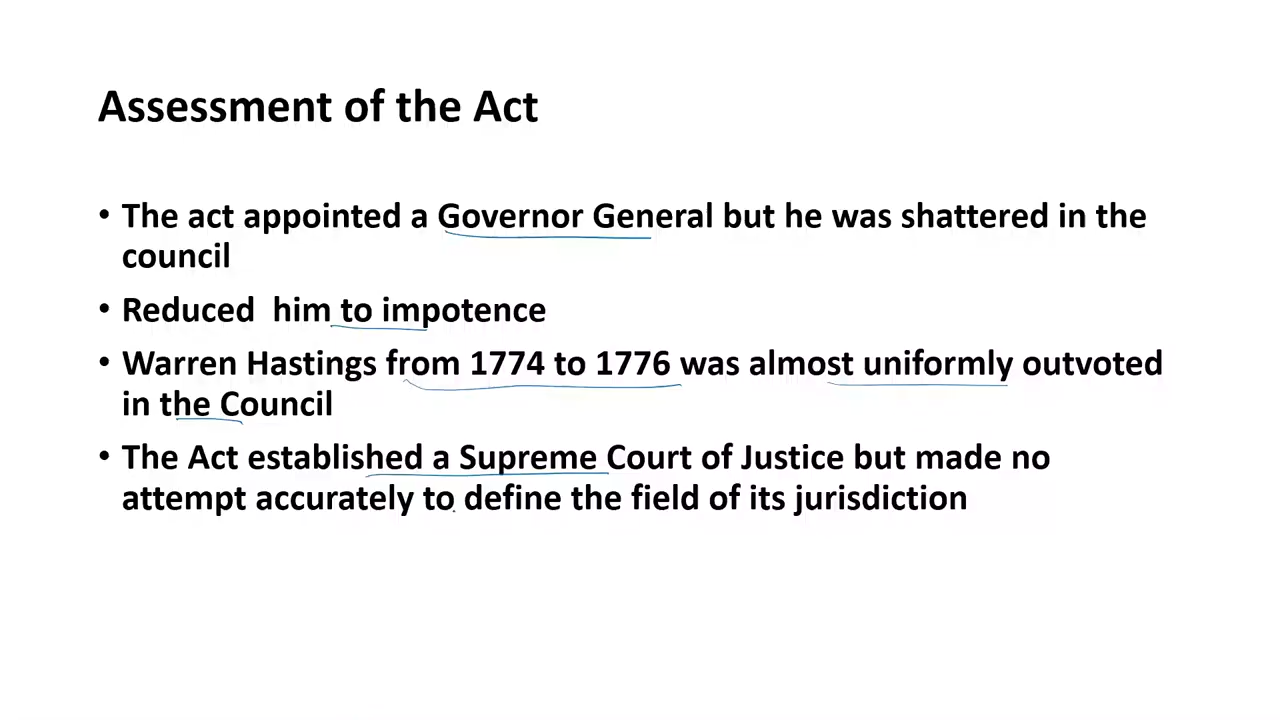 Assessment of the Act
• The act appointed a Governor General but he was shattered in the
council
• Reduced  him to impotence
• Warren Hastings from 1774 to 1776 was almost uniformly outvoted
in the Council
• The Act established a Supreme Court of Justice but made no
attempt accurately to define the field of its jurisdiction